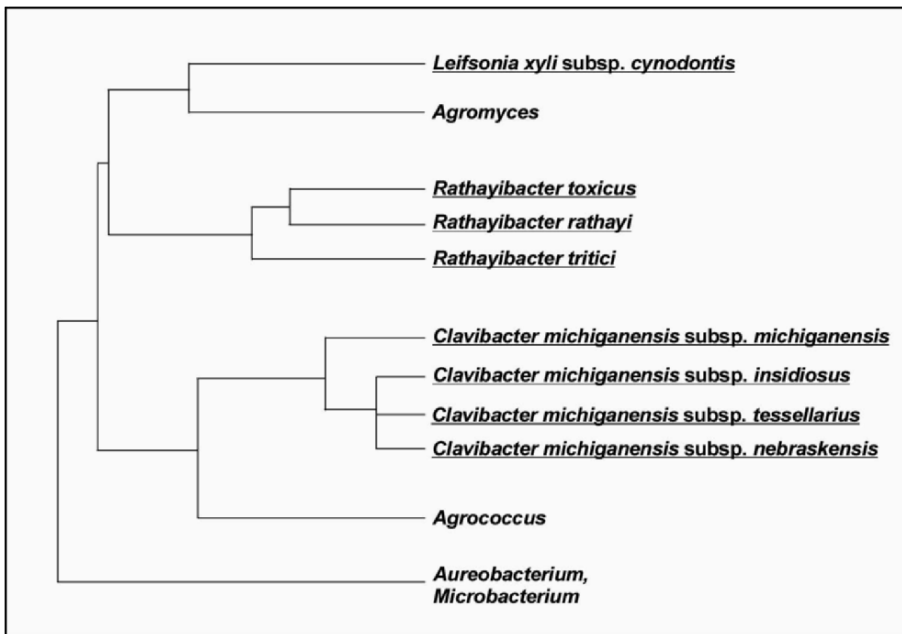 Leifsonia xyli subsp. cynodontis
Agromyces
Rathayibacter toxicus
Rathayibacter rathayi
Rathayibacter tritici
Clavibacter michiganensis subsp. michiganensis
Clavibacter michiganensis subsp. insidiosus
Clavibacter michiganensis subsp. tessellarius
Clavibacter michiganensis subsp. nebraskensis
Agrococcus
Aureobacterium,
Microbacterium